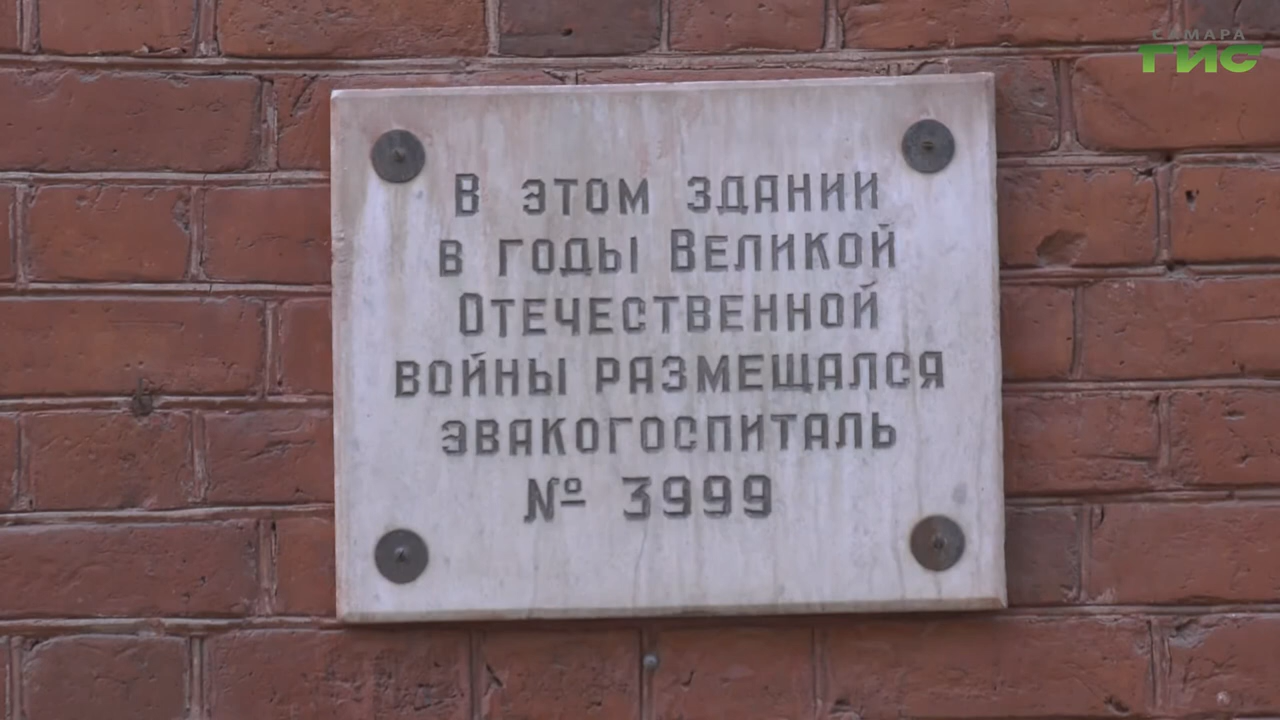 САМАРА
ГИС
В ЭТОМ ЗДАНИИ
В ГОДЫ ВЕЛИКОЙ
ОТЕЧЕСТВЕННОЙ
ВОЙНЫ РАЗМЕЩАЛСЯ
ЭВАКОГОСПИТАЛЬ
№ 3999